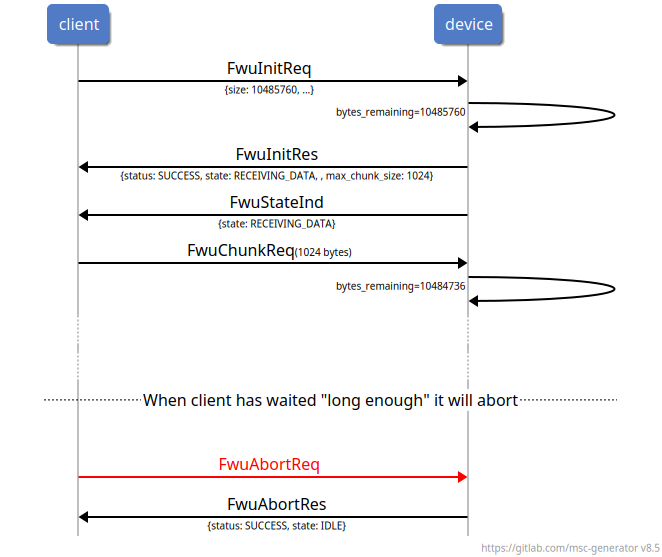 client device
FwuInitReq
{size: 10485760, ...}
bytes_remaining=10485760
FwuInitRes
{status: SUCCESS, state: RECEIVING_DATA, , max_chunk_size: 1024}
FwuStateInd
{state: RECEIVING_DATA}
FwuChunkReq(1024 bytes)
bytes_remaining=10484736
When client has waited "long enough" it will abort
FwuAbortReq
FwuAbortRes
{status: SUCCESS, state: IDLE}
https://gitlab.com/msc-generator v8.5